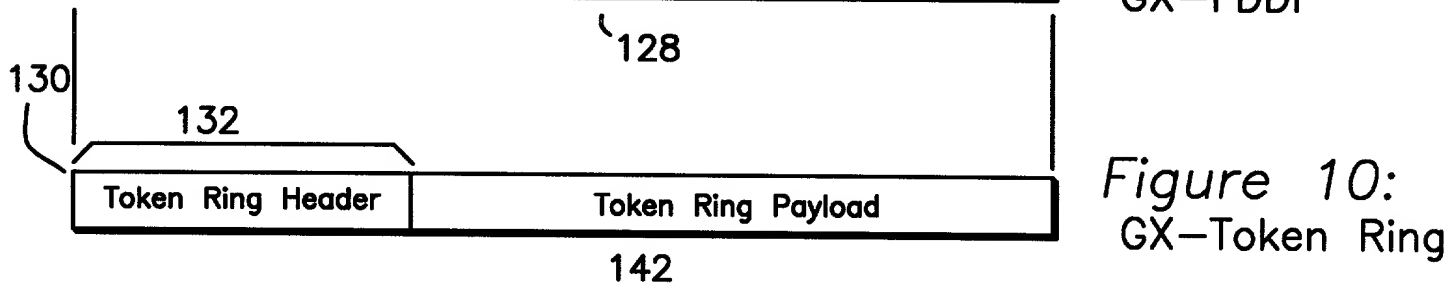 GX-FDDI
128
130
132
Token Ring Header
Token Ring Payload
Figure 10:
GX-Token Ring
142